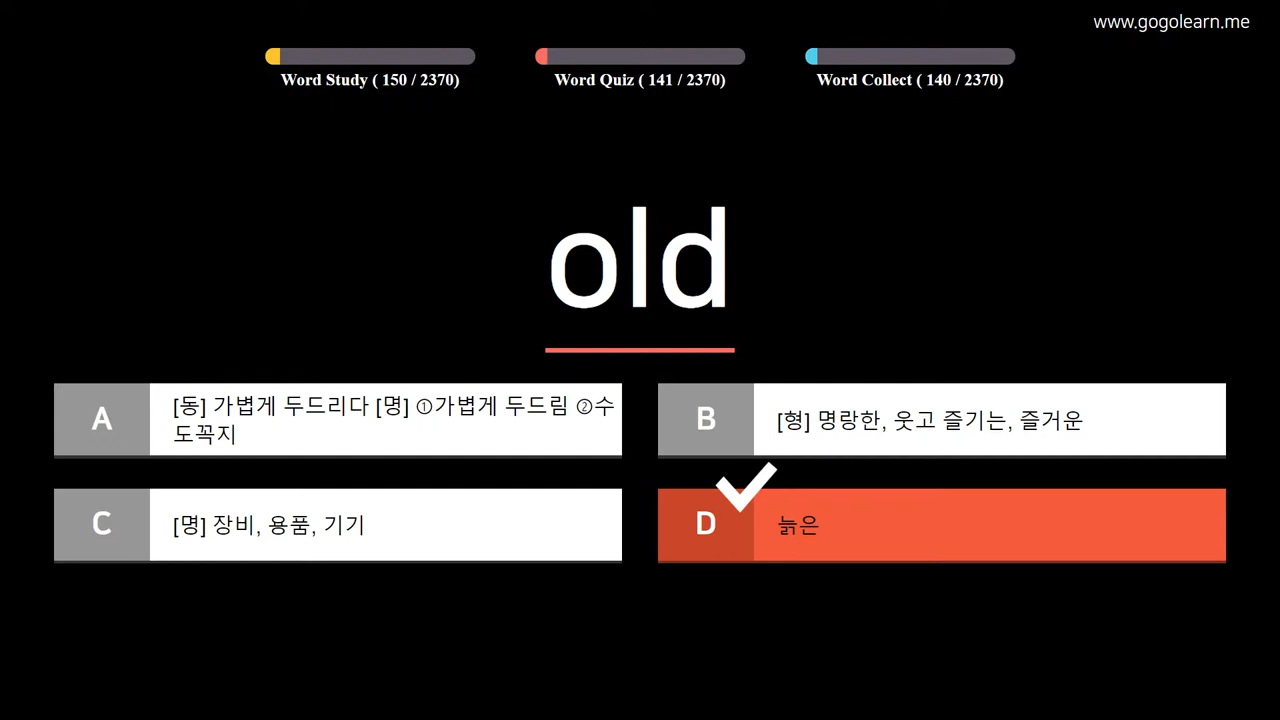 www.gogolearn.me
Word Study ( 150 / 2370)
Word Quiz ( 141 / 2370)
Word Collect ( 140 / 2370)
old
A
[동] 가볍게 두드리다 [명] ①가볍게 두드림 ②수
도꼭지
B
[형] 명랑한, 웃고 즐기는, 즐거운
C
[명] 장비, 용품, 기기
D
늙은